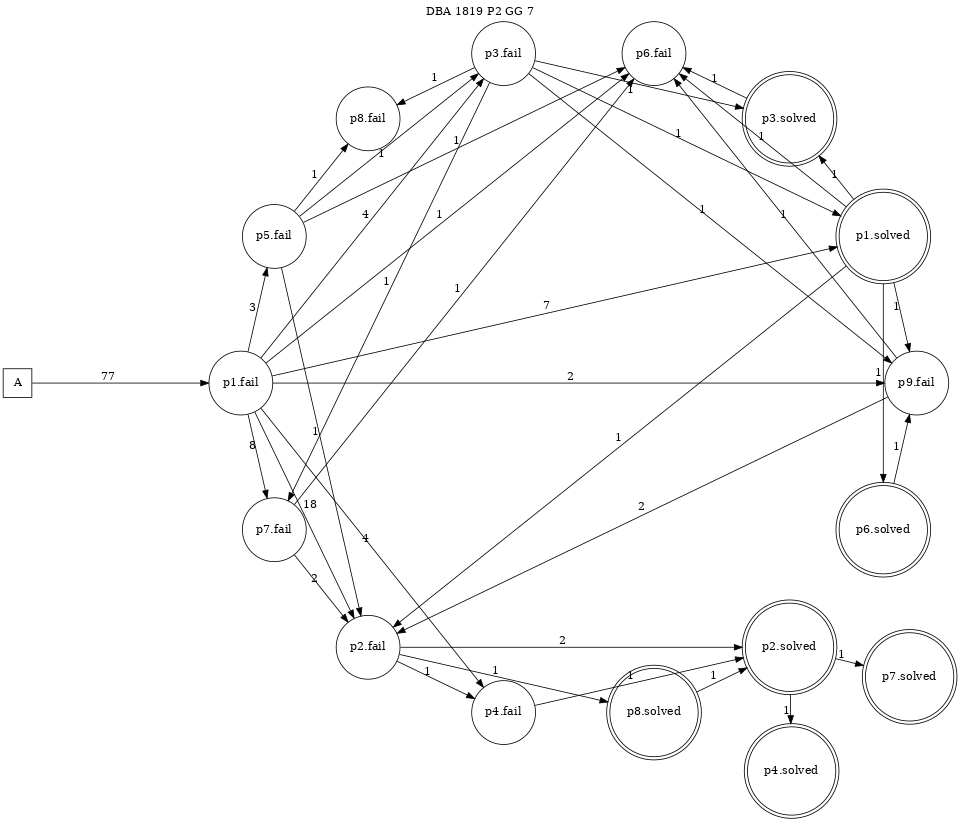 DBA 1819 P2 GG 7
p3.fail
p6.fail
1
1
1
p8.fail
p3.solved
1
1
1
1
1
1
4
1
1
1
p5.fail
p1.solved
1
1
3
7
1
A
77
p1.fail
2
1
p9.fail
8
1
1
1
18
2
p7.fail
p6.solved
4
2
p2.fail
2
p2.solved
1
1
1
1
1
p7.solved
p4.fail
p8.solved
1
p4.solved